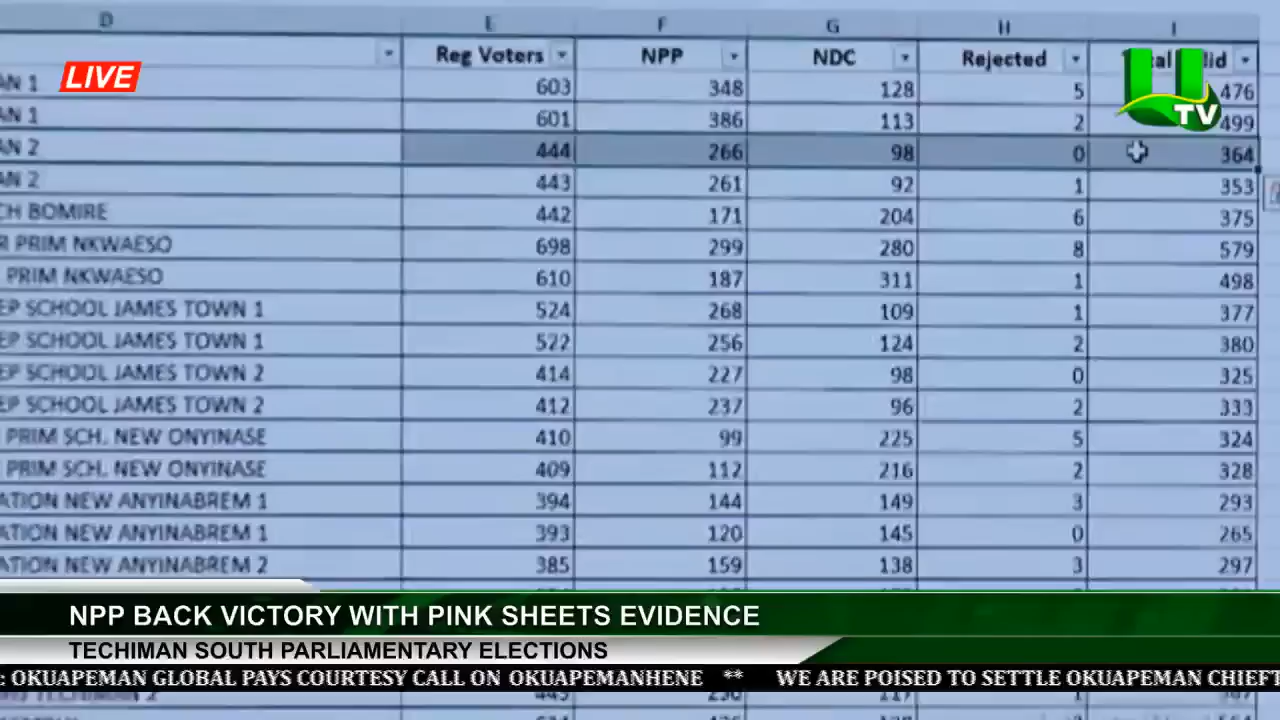 D E F G H I
LIVE
Reg Voters NPP NDC Rejected
UTV
AN 1 603 348 128 5 476
AN 1 601 386 113 2 499
AN 2 444 266 98 0 364
AN 2 443 261 92 1 353
CH BOMIRE 442 171 204 6 375
R PRIM NKWAESO 698 299 280 8 579
PRIM NKWAESO 610 187 311 1 498
EP SCHOOL JAMES TOWN 1 524 268 109 1 377
EP SCHOOL JAMES TOWN 1 522 256 124 2 380
EP SCHOOL JAMES TOWN 2 414 227 98 0 325
EP SCHOOL JAMES TOWN 2 412 237 96 2 333
PRIM SCH. NEW ONYINASE 410 99 225 5 324
PRIM SCH. NEW ONYINASE 409 112 216 2 328
ATION NEW ANYINABREM 1 394 144 149 3 293
ATION NEW ANYINABREM 1 393 120 145 0 265
ATION NEW ANYINABREM 2 385 159 138 3 297
NPP BACK VICTORY WITH PINK SHEETS EVIDENCE
TECHIMAN SOUTH PARLIAMENTARY ELECTIONS
: OKUAPEMAN GLOBAL PAYS COURTESY CALL ON OKUAPEMANHENE ** WE ARE POISED TO SETTLE OKUAPEMAN CHIEFT